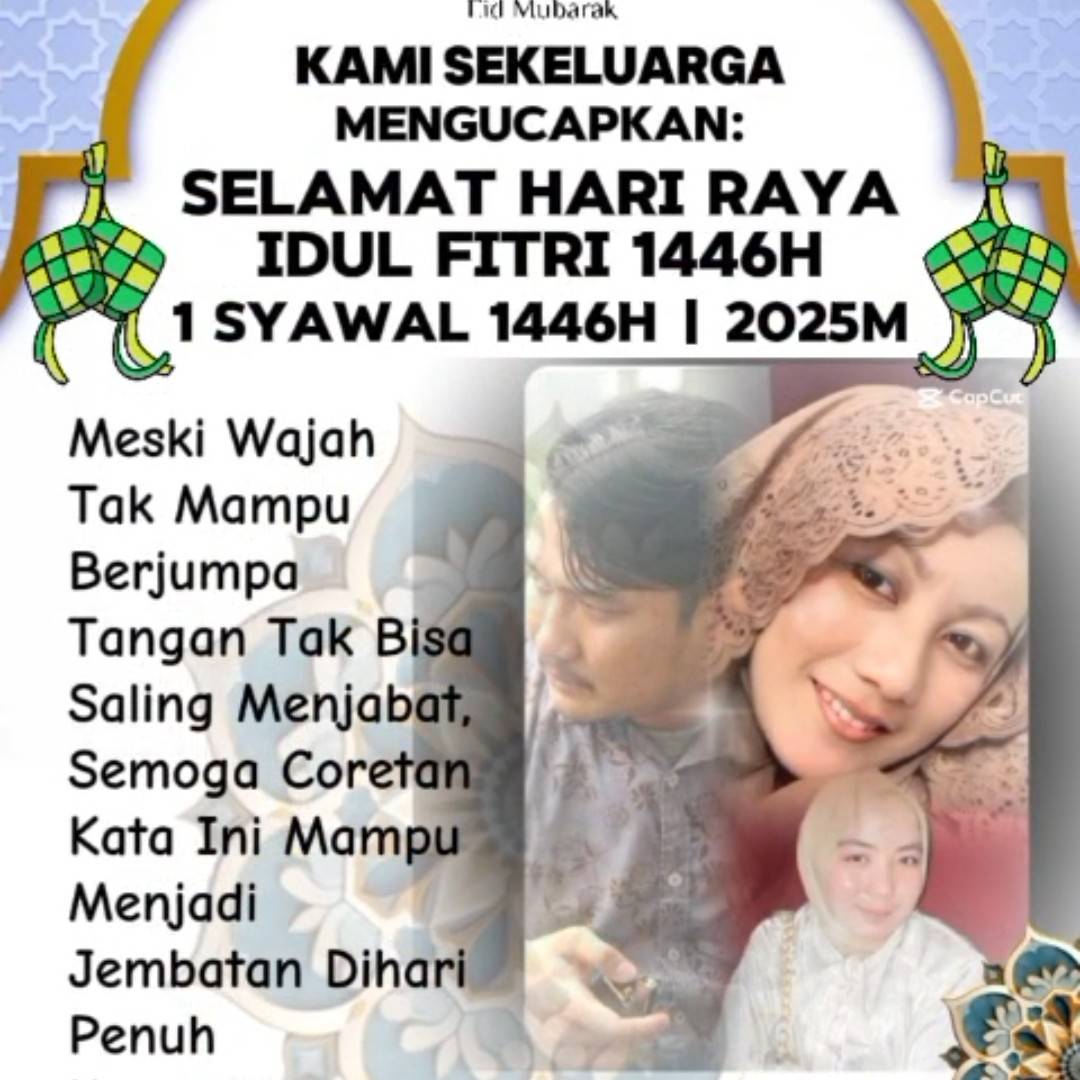 Eid Mubarak
KAMI SEKELUARGA
MENGUCAPKAN:
SELAMAT HARI RAYA
IDUL FITRI 1446H
1 SYAWAL 1446H | 2025M
CapCut
Meski Wajah
Tak Mampu
Berjumpa
Tangan Tak Bisa
Saling Menjabat,
Semoga Coretan
Kata Ini Mampu
Menjadi
Jembatan Dihari
Penuh